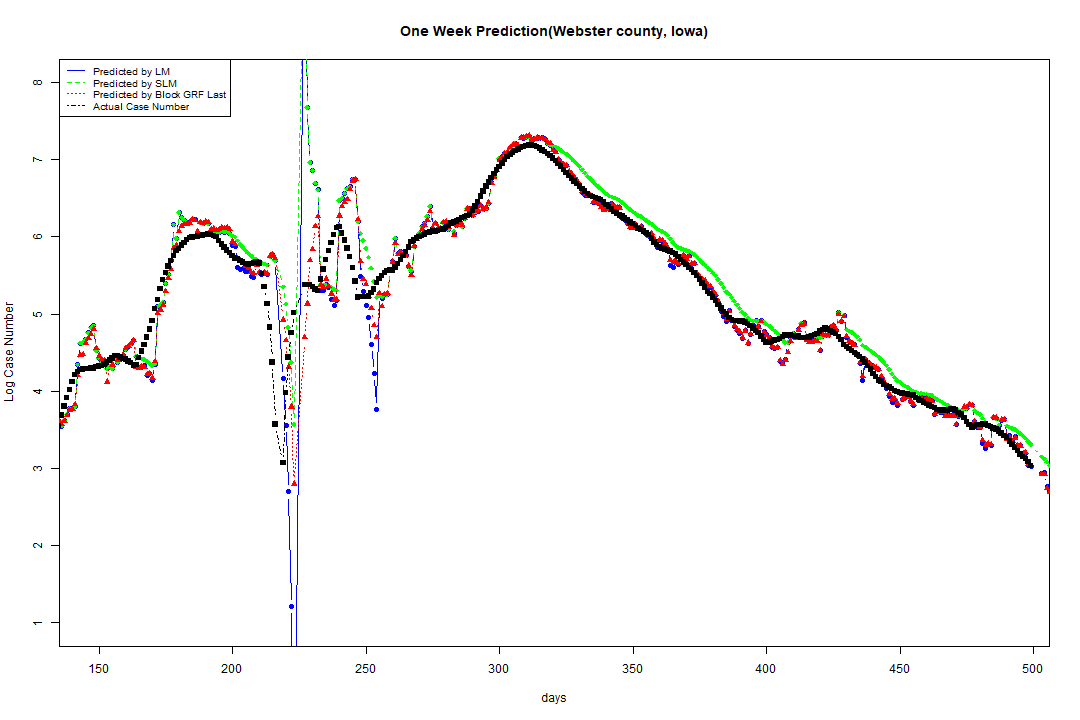 One Week Prediction(Webster county, Iowa)
Predicted by LM
Predicted by SLM
Predicted by Block GRF Last
Actual Case Number
8
7
6
5
4
3
2
1
Log Case Number
150 200 250 300 350 400 450 500
days